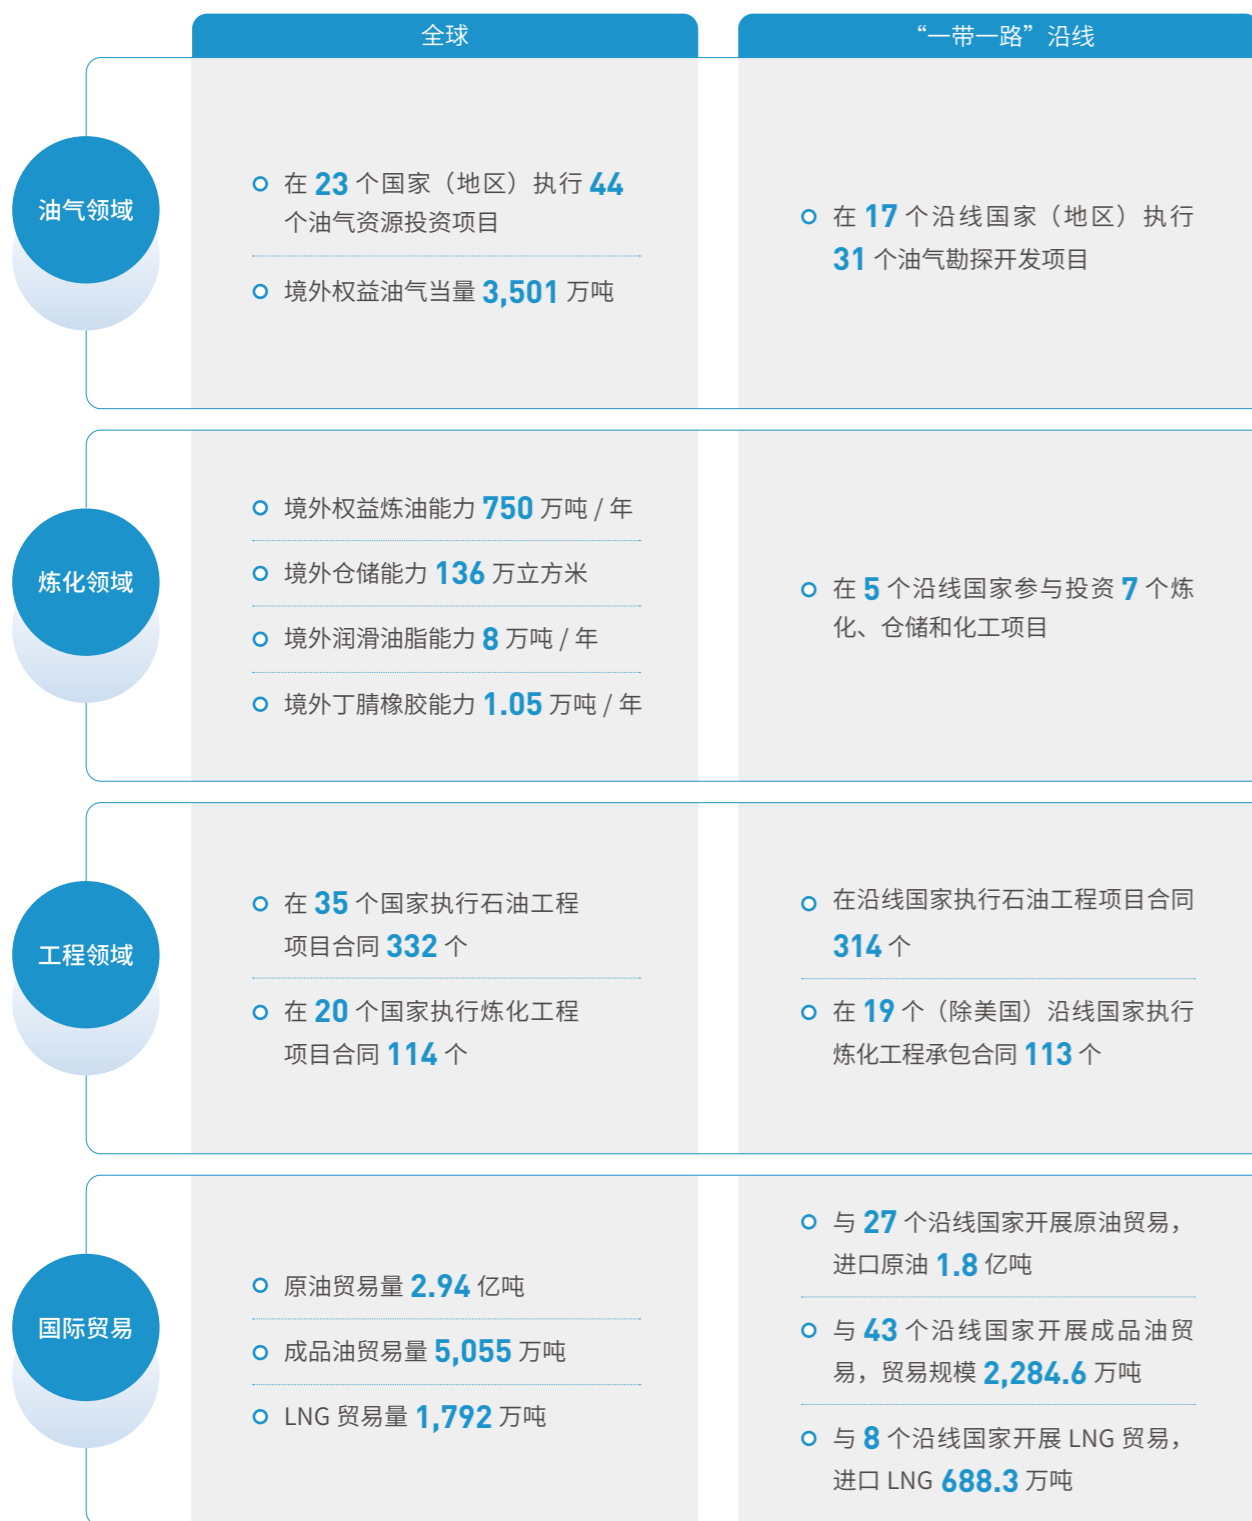 全球
“一带一路”沿线
油气领域
在 23 个国家（地区）执行 44
个油气资源投资项目
境外权益油气当量 3,501 万吨
在 17 个沿线国家（地区）执行
31 个油气勘探开发项目
炼化领域
境外权益炼油能力 750 万吨 / 年
境外仓储能力 136 万立方米
境外润滑油脂能力 8 万吨 / 年
境外丁腈橡胶能力 1.05 万吨 / 年
在 5 个沿线国家参与投资 7 个炼
化、仓储和化工项目
工程领域
在 35 个国家执行石油工程
项目合同 332 个
在 20 个国家执行炼化工程
项目合同 114 个
在沿线国家执行石油工程项目合同
314 个
在 19 个（除美国）沿线国家执行
炼化工程承包合同 113 个
国际贸易
原油贸易量 2.94 亿吨
成品油贸易量 5,055 万吨
LNG 贸易量 1,792 万吨
与 27 个沿线国家开展原油贸易，
进口原油 1.8 亿吨
与 43 个沿线国家开展成品油贸
易，贸易规模 2,284.6 万吨
与 8 个沿线国家开展 LNG 贸易，
进口 LNG 688.3 万吨